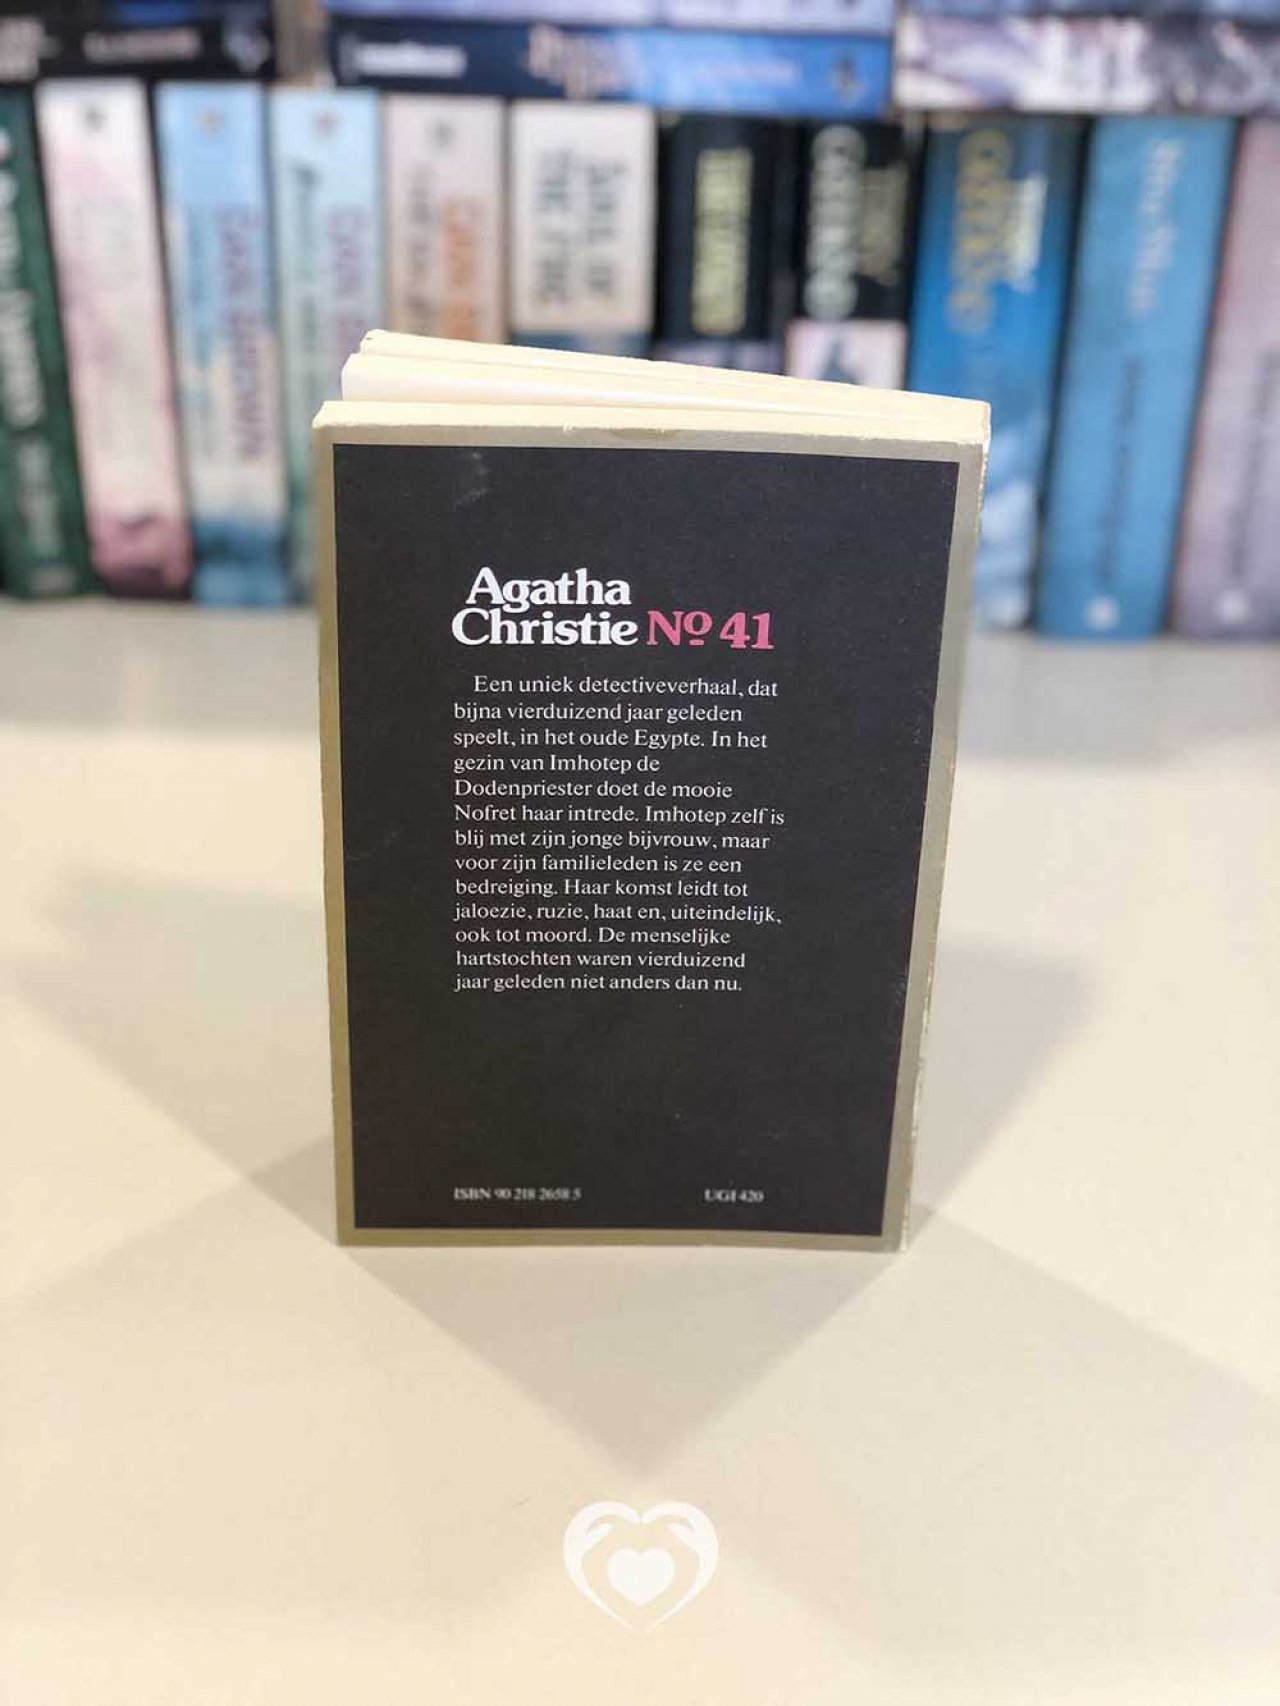 Agatha
Christie No 41
Een uniek detectiveverhaal, dat
bijna vierduizend jaar geleden
speelt, in het oude Egypte. In het
gezin van Imhotep de
Dodenpriester doet de mooie
Nofret haar intrede. Imhotep zelf is
blij met zijn jonge bijvrouw, maar
voor zijn familieleden is ze een
bedreiging. Haar komst leidt tot
jaloezie, ruzie, haat en, uiteindelijk,
ook tot moord. De menselijke
hartstochten waren vierduizend
jaar geleden niet anders dan nu.
ISBN 90 218 2658 5
UGI 420